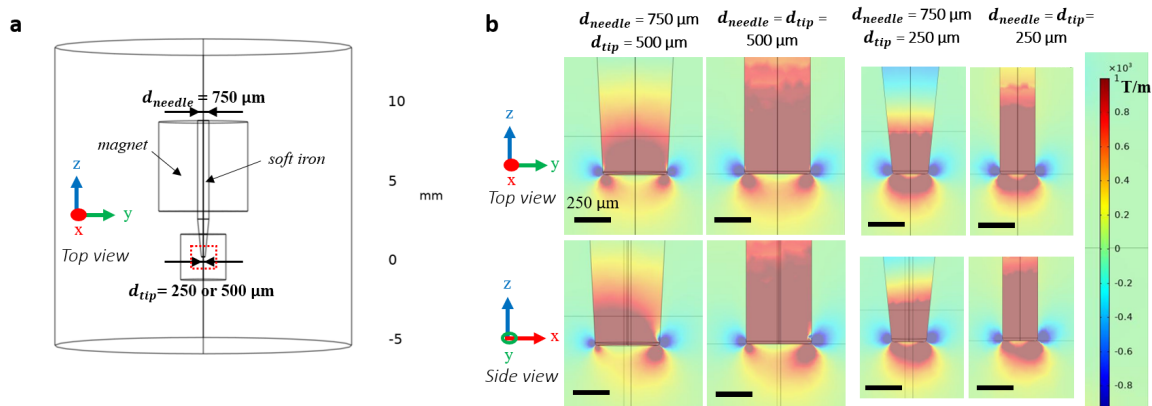 a
d_needle = 750 µm
magnet
soft iron
z
y
x
Top view
d_tip = 250 or 500 µm
10
5
mm
0
-5
b
d_needle = 750 µm
d_tip = 500 µm
d_needle = d_tip =
500 µm
d_needle = 750 µm
d_tip = 250 µm
d_needle = d_tip =
250 µm
z
y
x
Top view
250 µm
z
x
y
Side view
×10³
T/m
1
0.8
0.6
0.4
0.2
0
-0.2
-0.4
-0.6
-0.8